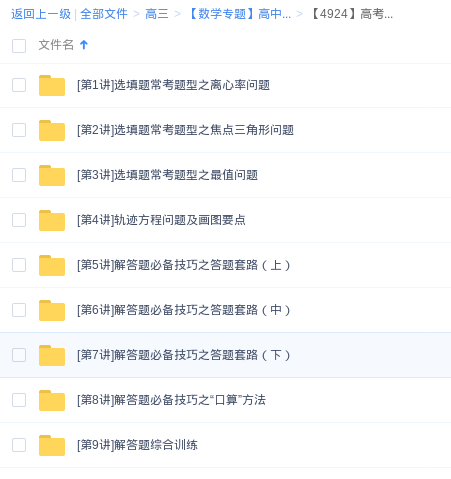 返回上一级 | 全部文件 > 高三 > 【数学专题】高中... > 【4924】高考...
文件名
[第1讲]选填题常考题型之离心率问题
[第2讲]选填题常考题型之焦点三角形问题
[第3讲]选填题常考题型之最值问题
[第4讲]轨迹方程问题及画图要点
[第5讲]解答题必备技巧之答题套路（上）
[第6讲]解答题必备技巧之答题套路（中）
[第7讲]解答题必备技巧之答题套路（下）
[第8讲]解答题必备技巧之“口算”方法
[第9讲]解答题综合训练